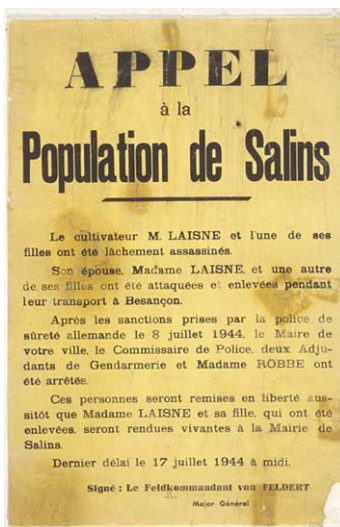 APPEL
à la
Population de Salins
Le cultivateur M. LAISNE et l'une de ses
filles ont été lâchement assassinés.
Son épouse, Madame LAISNE, et une autre
de ses filles ont été attaquées et enlevées pendant
leur transport à Besançon.
Après les sanctions prises par la police de
sûreté allemande le 8 juillet 1944, le Maire de
votre ville, le Commissaire de Police, deux Adju-
dants de Gendarmerie et Madame ROBBE ont
été arrêtés.
Ces personnes seront remises en liberté aus-
sitôt que Madame LAISNE et sa fille, qui ont été
enlevées, seront rendues vivantes à la Mairie de
Salins.
Dernier délai le 17 juillet 1944 à midi.
Signé : Le Feldkommandant von FELDERT
Major Général